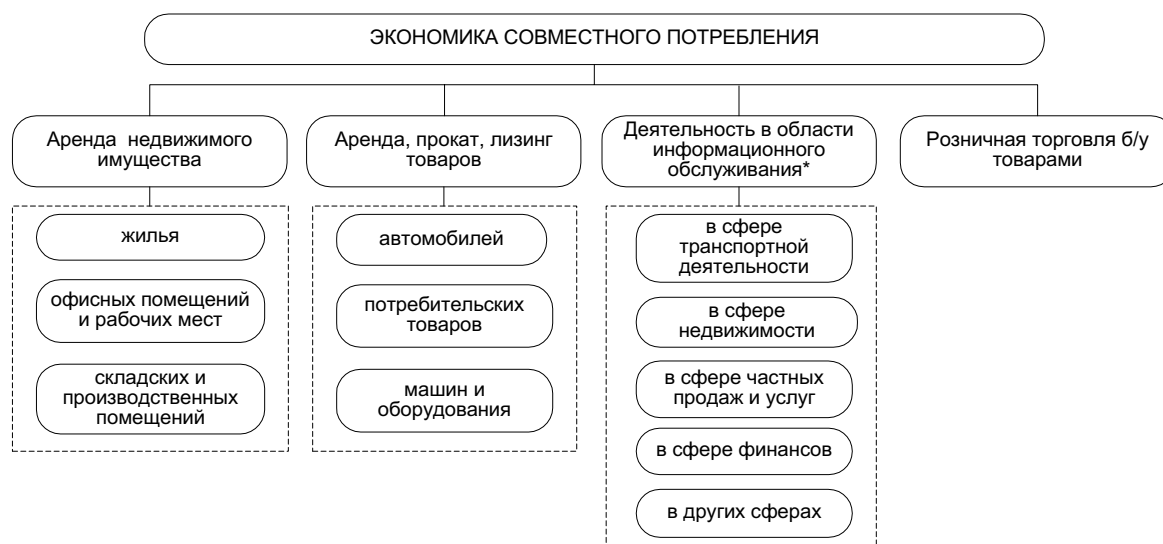 ЭКОНОМИКА СОВМЕСТНОГО ПОТРЕБЛЕНИЯ
Аренда недвижимого
имущества
жилья
офисных помещений
и рабочих мест
складских и
производственных
помещений
Аренда, прокат, лизинг
товаров
автомобилей
потребительских
товаров
машин и
оборудования
Деятельность в области
информационного
обслуживания*
в сфере
транспортной
деятельности
в сфере
недвижимости
в сфере частных
продаж и услуг
в сфере финансов
в других сферах
Розничная торговля б/у
товарами